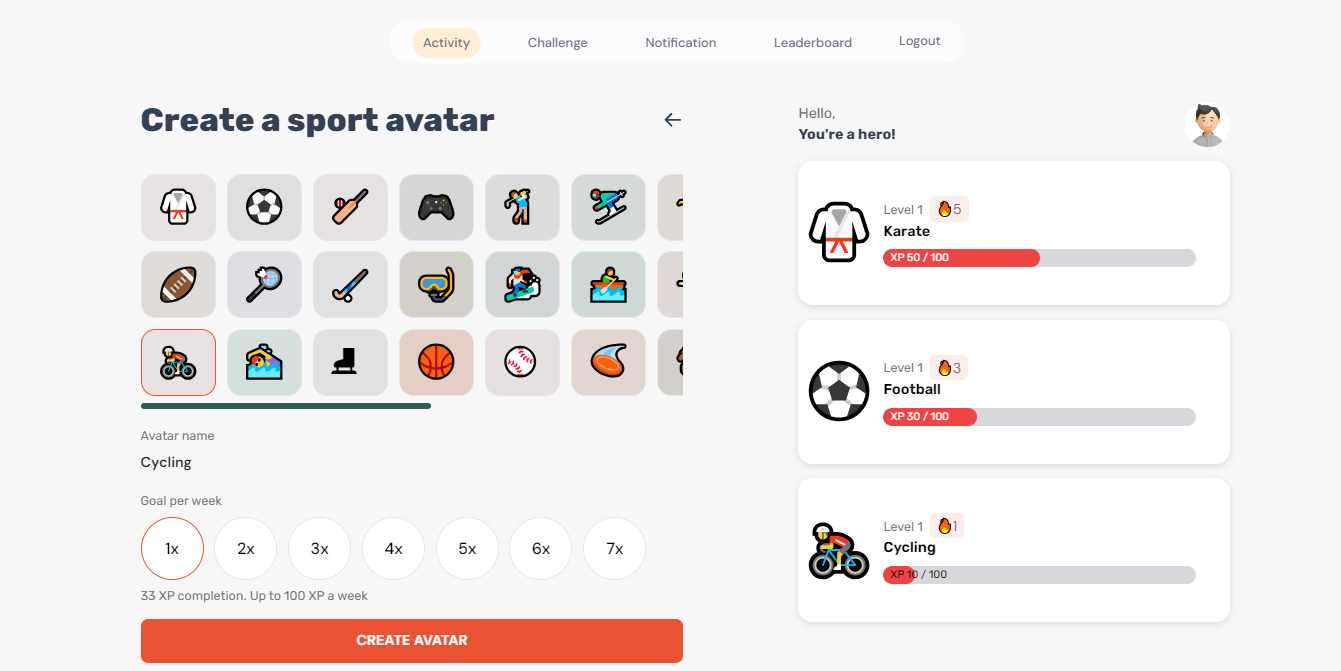 Activity
Challenge
Notification
Leaderboard
Logout
Create a sport avatar
Avatar name
Cycling
Goal per week
1x
2x
3x
4x
5x
6x
7x
33 XP completion. Up to 100 XP a week
CREATE AVATAR
Hello,
You're a hero!
Level 1 5
Karate
XP 50 / 100
Level 1 3
Football
XP 30 / 100
Level 1 1
Cycling
XP 10 / 100